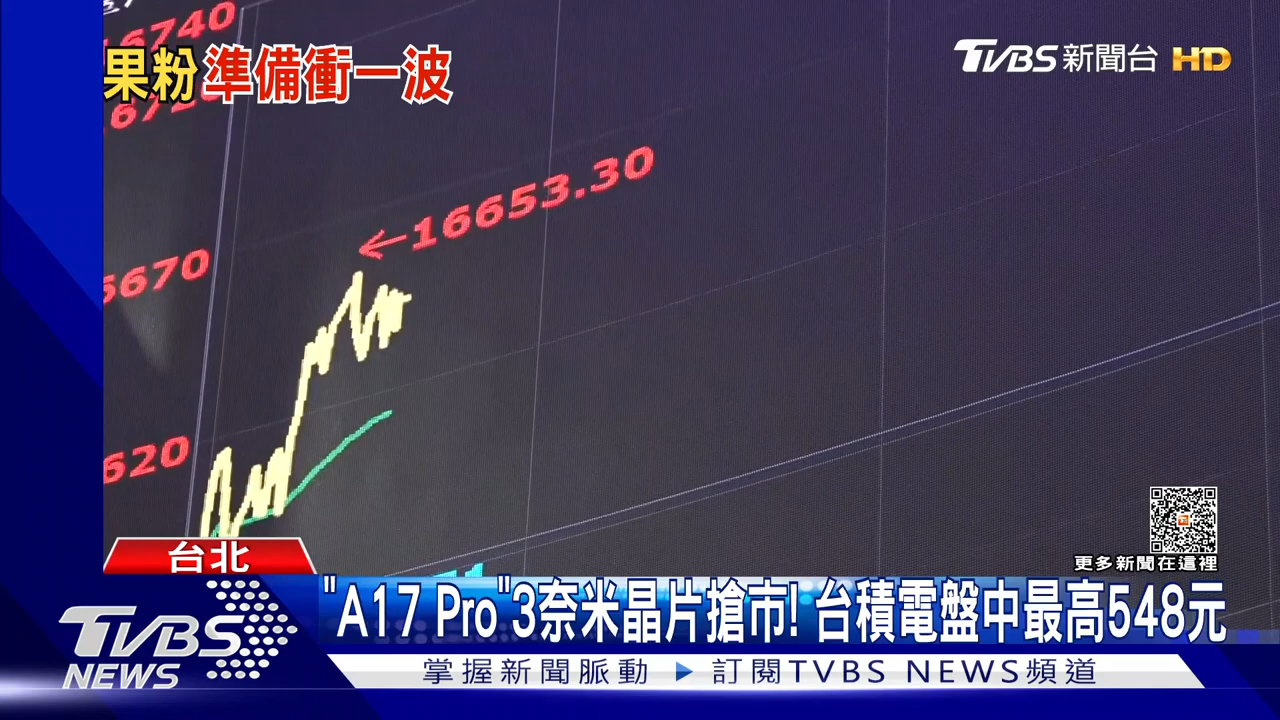 果粉 準備衝一波
TVBS新聞台 HD
16740
←16653.30
5670
620
更多新聞在這裡
台北
"A17 Pro"3奈米晶片搶市! 台積電盤中最高548元
TVBS NEWS
掌握新聞脈動 ▶ 訂閱TVBS NEWS頻道